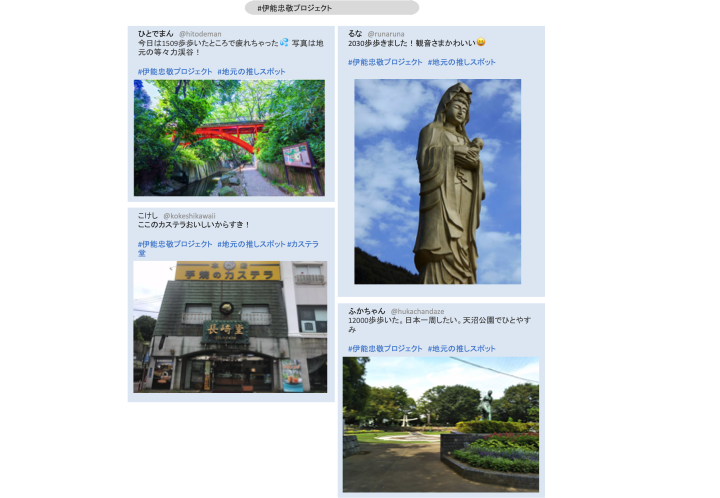 #伊能忠敬プロジェクト
ひとでまん @hitodeman
今日は1509歩歩いたところで疲れちゃった💦 写真は地
元の等々力渓谷！
#伊能忠敬プロジェクト #地元の推しスポット
こけし @kokeshikawaii
ここのカステラおいしいからすき！
#伊能忠敬プロジェクト #地元の推しスポット #カステラ
堂
手焼のカステラ
長崎堂
るな @runaruna
2030歩歩きました！観音さまかわいい😀
#伊能忠敬プロジェクト #地元の推しスポット
ふかちゃん @hukachandaze
12000歩歩いた。日本一周したい。天沼公園でひとやす
み
#伊能忠敬プロジェクト #地元の推しスポット